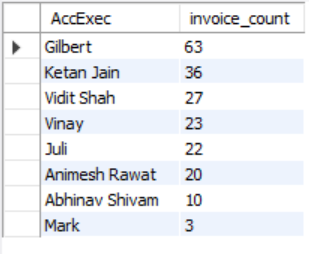 AccExec invoice_count
Gilbert 63
Ketan Jain 36
Vidit Shah 27
Vinay 23
Juli 22
Animesh Rawat 20
Abhinav Shivam 10
Mark 3